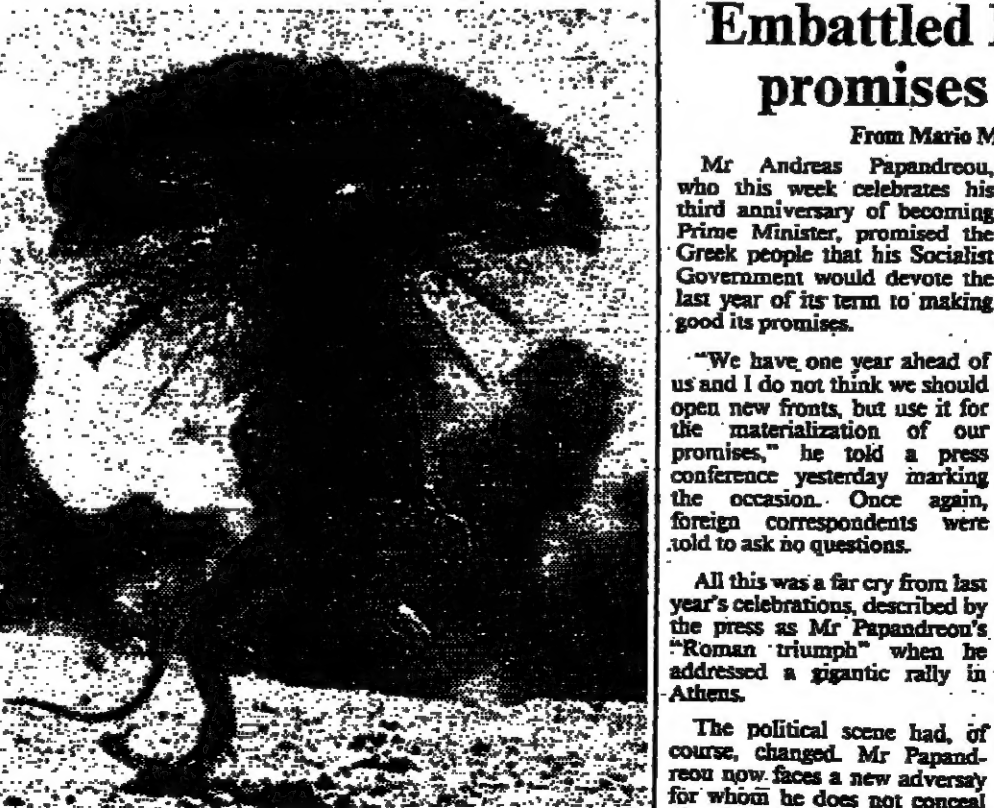 Embattled
promises
From Mario M
Mr Andreas Papandreou,
who this week celebrates his
third anniversary of becoming
Prime Minister, promised the
Greek people that his Socialist
Government would devote the
last year of its term to making
good its promises.
"We have one year ahead of
us and I do not think we should
open new fronts, but use it for
the materialization of our
promises," he told a press
conference yesterday marking
the occasion. Once again,
foreign correspondents were
told to ask no questions.
All this was a far cry from last
year's celebrations, described by
the press as Mr Papandreou's
"Roman triumph" when he
addressed a gigantic rally in
Athens.
The political scene had, of
course, changed. Mr Papand-
reou now faces a new adversay
for whom he does not conceal